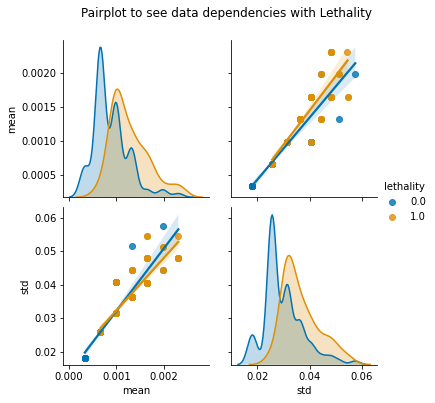 Pairplot to see data dependencies with Lethality
0.0020
0.0015
0.0010
0.0005
mean
lethality
0.0
1.0
0.06
0.05
0.04
0.03
0.02
std
0.000 0.001 0.002
0.02 0.04 0.06
mean
std